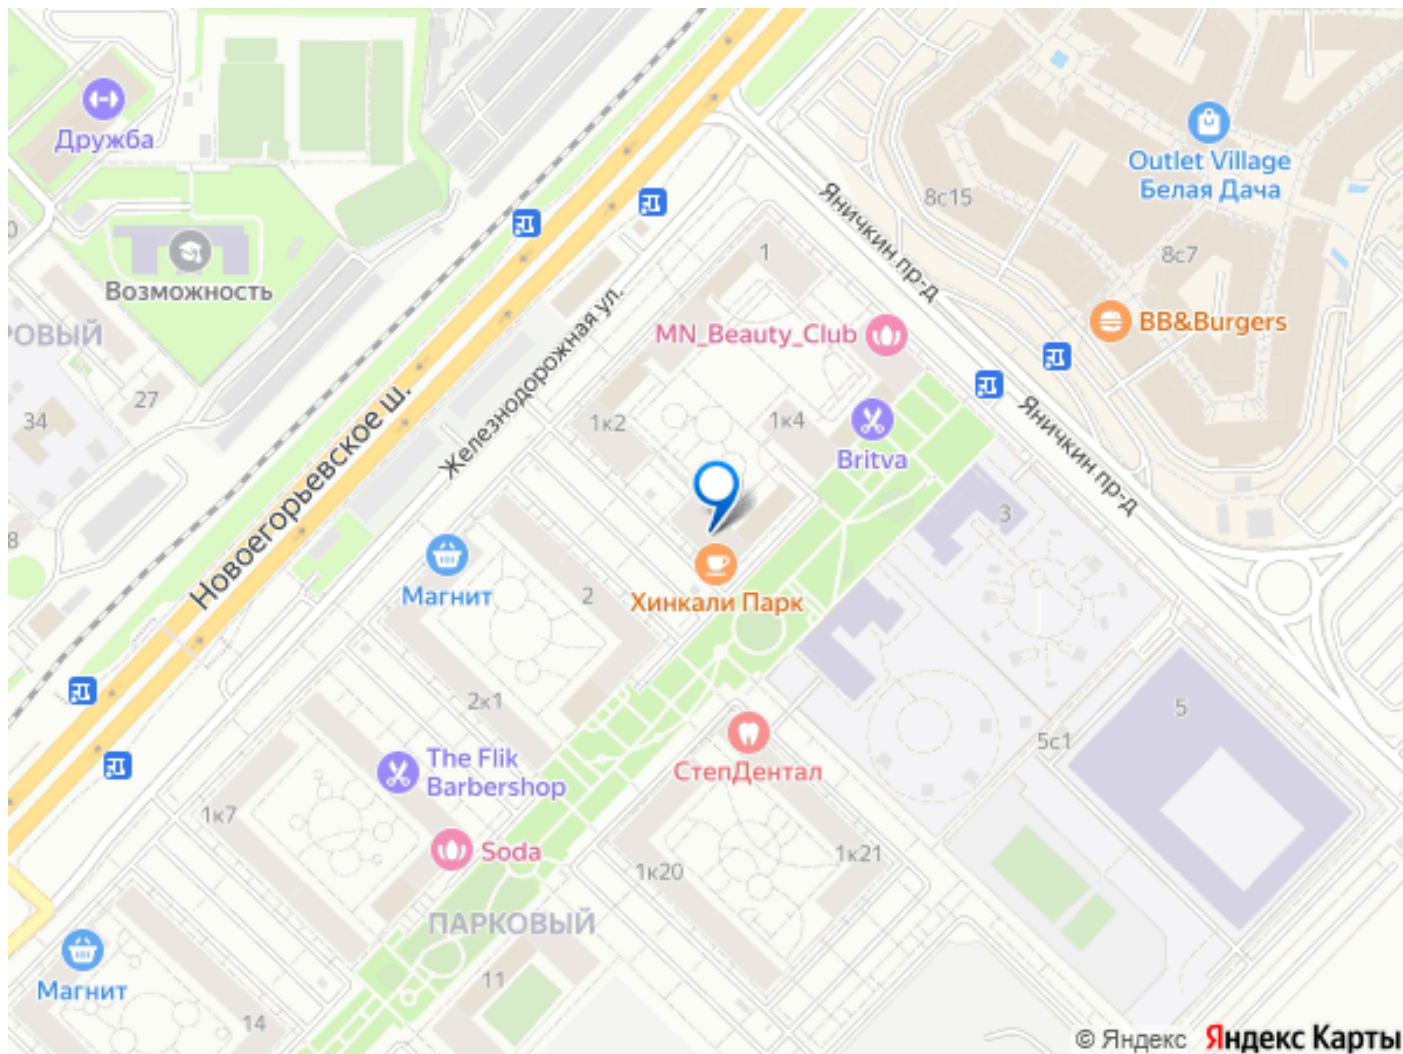 Дружба
Outlet Village
Белая Дача
8с15
Яничкин пр-д
0
1
8с7
Возможность
РОВЫЙ
MN_Beauty_Club
BB&Burgers
Железнодорожная ул.
27
34
Новоегорьевское ш.
1к2
1к4
Britva
Яничкин пр-д
3
8
Магнит
2
Хинкали Парк
2к1
5
5с1
The Flik
Barbershop
СтепДентал
1к7
Soda
1к20
1к21
ПАРКОВЫЙ
Магнит
11
14
© Яндекс Яндекс Карты